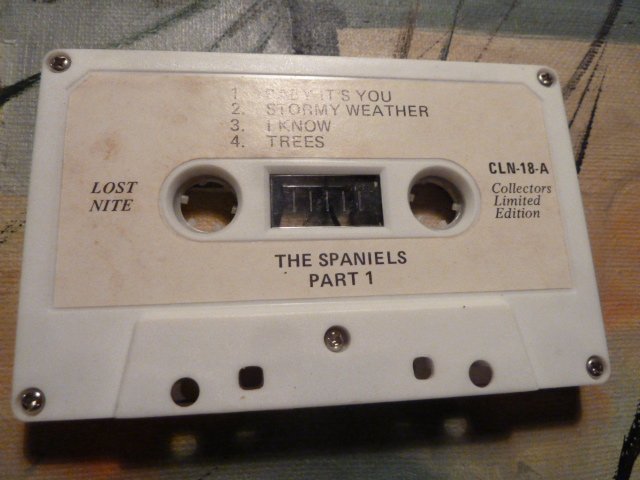 1. BABY IT'S YOU
2. STORMY WEATHER
3. I KNOW
4. TREES
LOST
NITE
CLN-18-A
Collectors
Limited
Edition
THE SPANIELS
PART 1